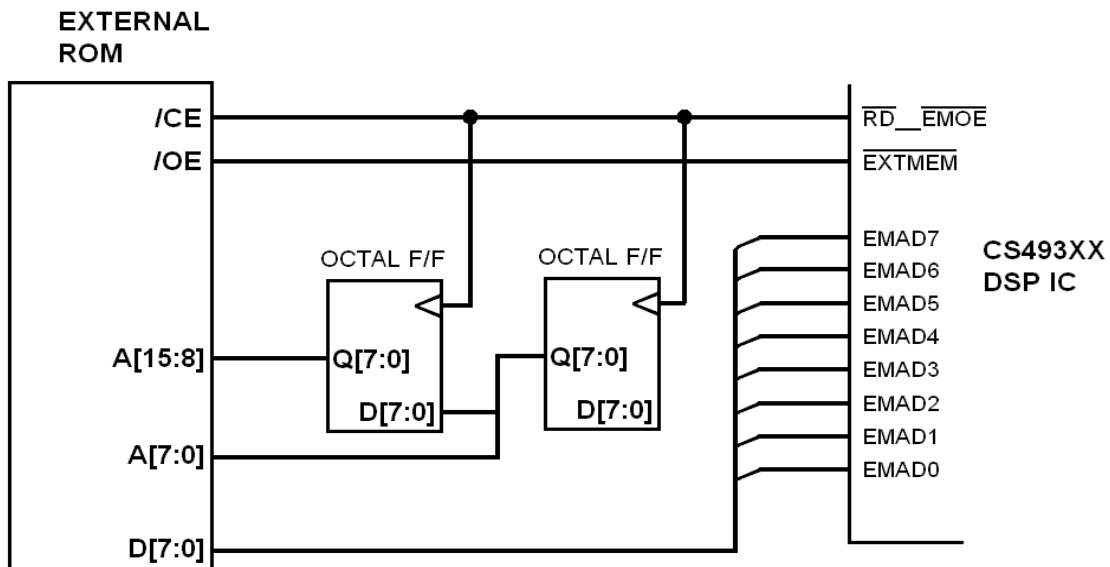 EXTERNAL
ROM
/CE
/OE
A[15:8]
A[7:0]
D[7:0]
OCTAL F/F
Q[7:0]
D[7:0]
OCTAL F/F
Q[7:0]
D[7:0]
RD__EMOE
EXTMEM
EMAD7
EMAD6
EMAD5
EMAD4
EMAD3
EMAD2
EMAD1
EMAD0
CS493XX
DSP IC